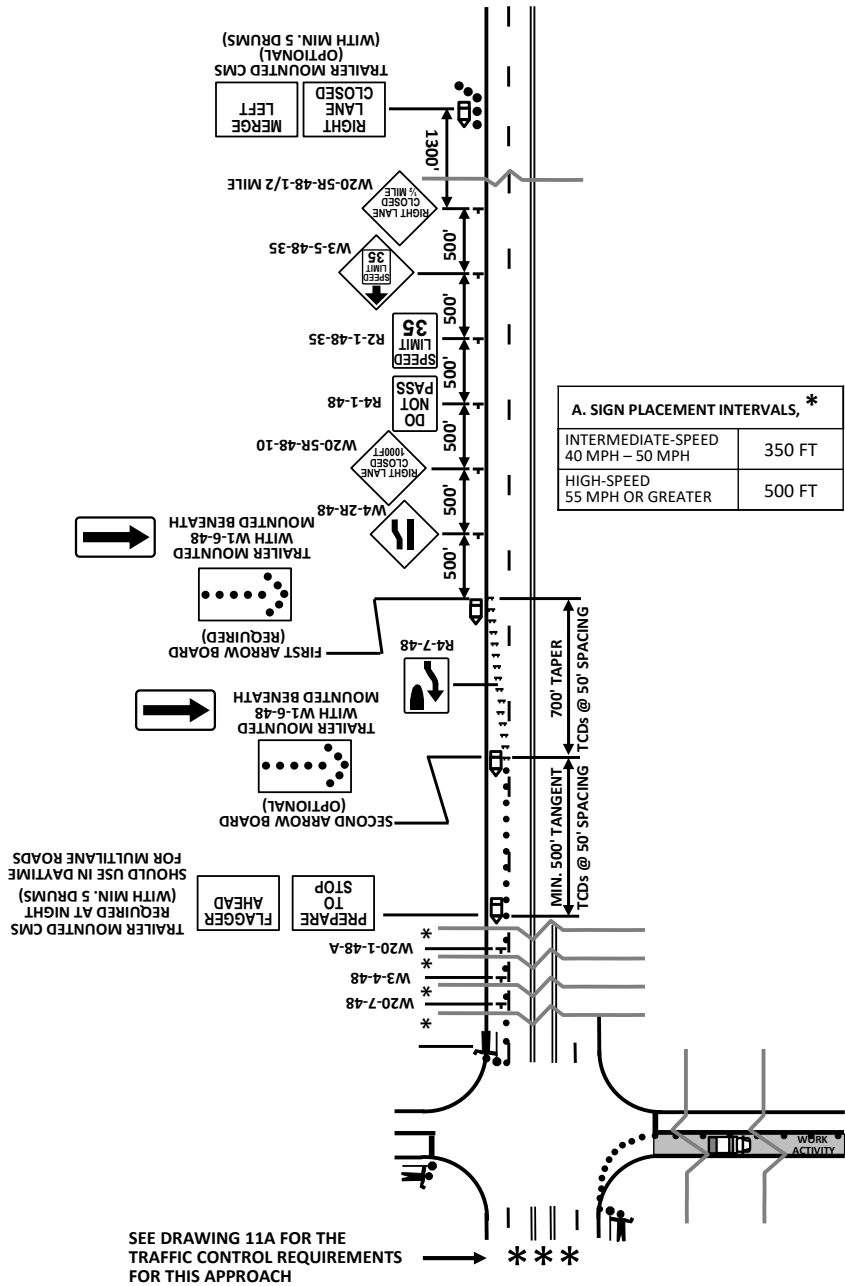 TRAILER MOUNTED CMS
(OPTIONAL)
(WITH MIN. 5 DRUMS)
RIGHT
LANE
CLOSED
MERGE
LEFT
1300'
W20-5R-48-1/2 MILE
RIGHT LANE
CLOSED
½ MILE
500'
W3-5-48-35
SPEED
LIMIT
35
500'
R2-1-48-35
SPEED
LIMIT
35
500'
R4-1-48
DO
NOT
PASS
500'
W20-5R-48-10
RIGHT LANE
CLOSED
1000FT
500'
W4-2R-48
500'
A. SIGN PLACEMENT INTERVALS, *
INTERMEDIATE-SPEED
40 MPH – 50 MPH
350 FT
HIGH-SPEED
55 MPH OR GREATER
500 FT
TRAILER MOUNTED
WITH W1-6-48
MOUNTED BENEATH
FIRST ARROW BOARD
(REQUIRED)
R4-7-48
700' TAPER
TCDs @ 50' SPACING
TRAILER MOUNTED
WITH W1-6-48
MOUNTED BENEATH
SECOND ARROW BOARD
(OPTIONAL)
MIN. 500' TANGENT
TCDs @ 50' SPACING
TRAILER MOUNTED CMS
REQUIRED AT NIGHT
(WITH MIN. 5 DRUMS)
SHOULD USE IN DAYTIME
FOR MULTILANE ROADS
FLAGGER
AHEAD
PREPARE
TO
STOP
*
W20-1-48-A
*
W3-4-48
*
W20-7-48
*
WORK
ACTIVITY
SEE DRAWING 11A FOR THE
TRAFFIC CONTROL REQUIREMENTS
FOR THIS APPROACH
* * *